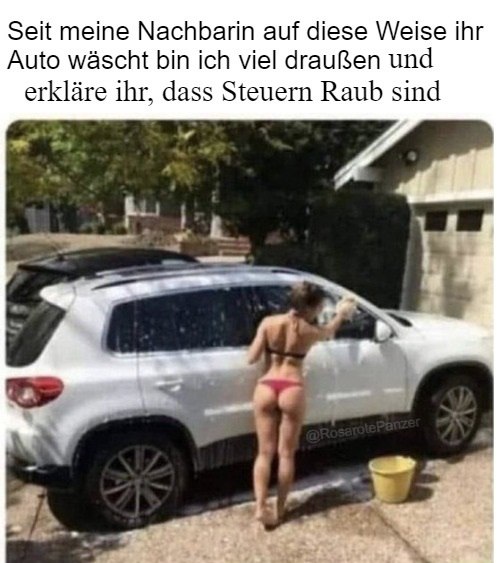 Seit meine Nachbarin auf diese Weise ihr
Auto wäscht bin ich viel draußen und
erkläre ihr, dass Steuern Raub sind
@RosarotePanzer